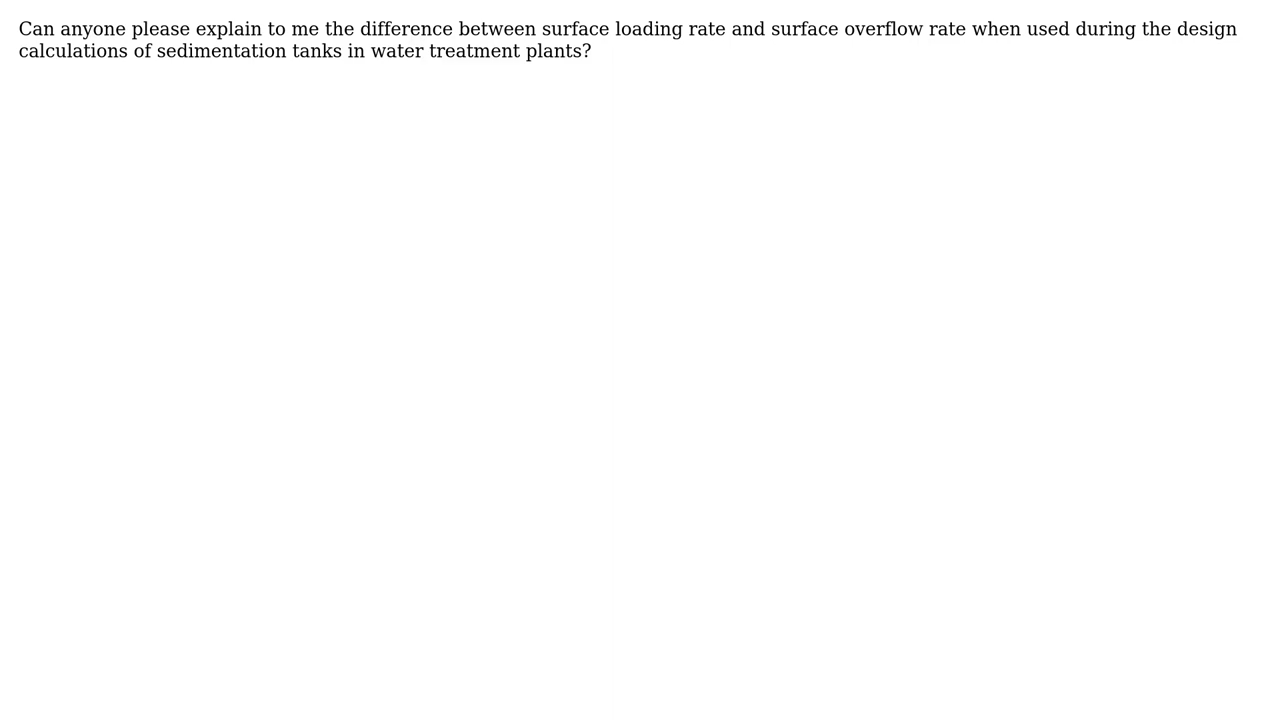 Can anyone please explain to me the difference between surface loading rate and surface overflow rate when used during the design
calculations of sedimentation tanks in water treatment plants?